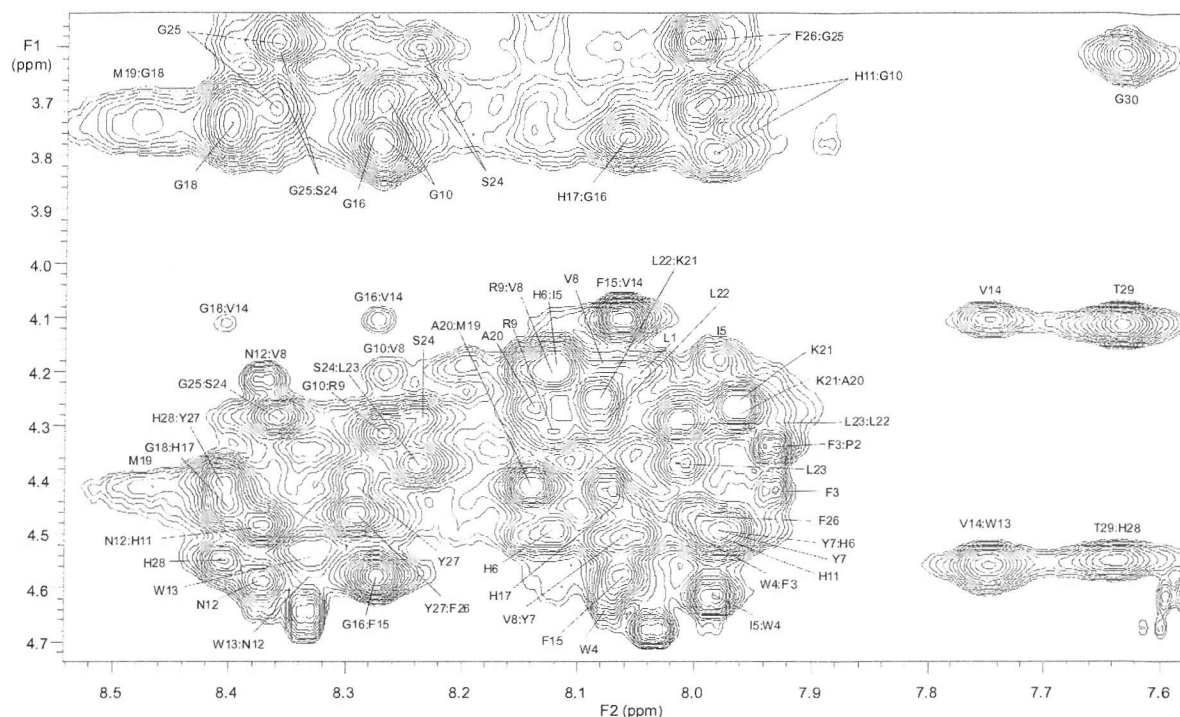 F1
(ppm)
G25
F26:G25
M19:G18
H11:G10
G30
3.7
3.8
G18
G25:S24
G16
G10
S24
H17:G16
3.9
4.0
L22:K21
R9:V8
H6:I5
V8
F15:V14
G18:V14
G16:V14
L22
V14
T29
4.1
A20:M19
R9
A20
L1
I5
N12:V8
G10:V8
S24
K21
4.2
S24:L23
G25:S24
G10:R9
K21:A20
H28:Y27
L23:L22
4.3
G18:H17
F3:P2
M19
L23
4.4
F3
F26
V14:W13
T29:H28
4.5
N12:H11
Y7:H6
H28
Y27
H6
Y7
W4:F3
H11
W13
H17
4.6
N12
Y27:F26
V8:Y7
G16:F15
F15
I5:W4
W13:N12
W4
4.7
8.5
8.4
8.3
8.2
8.1
8.0
7.9
7.8
7.7
7.6
F2 (ppm)